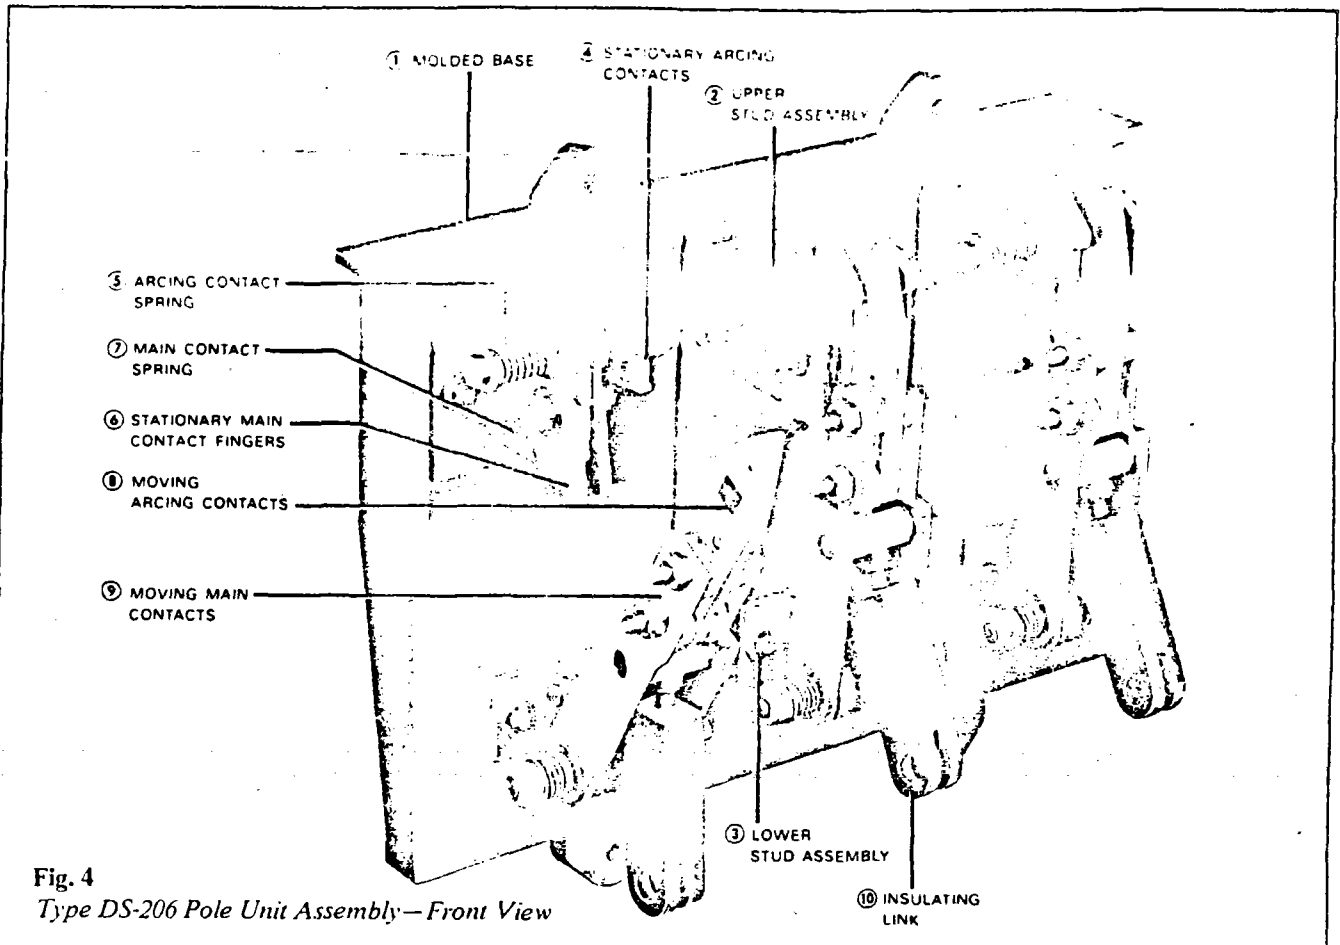 ① MOLDED BASE
④ STATIONARY ARCING
CONTACTS
② UPPER
STUD ASSEMBLY
⑤ ARCING CONTACT
SPRING
⑦ MAIN CONTACT
SPRING
⑥ STATIONARY MAIN
CONTACT FINGERS
⑧ MOVING
ARCING CONTACTS
⑨ MOVING MAIN
CONTACTS
③ LOWER
STUD ASSEMBLY
⑩ INSULATING
LINK
Fig. 4
Type DS-206 Pole Unit Assembly—Front View